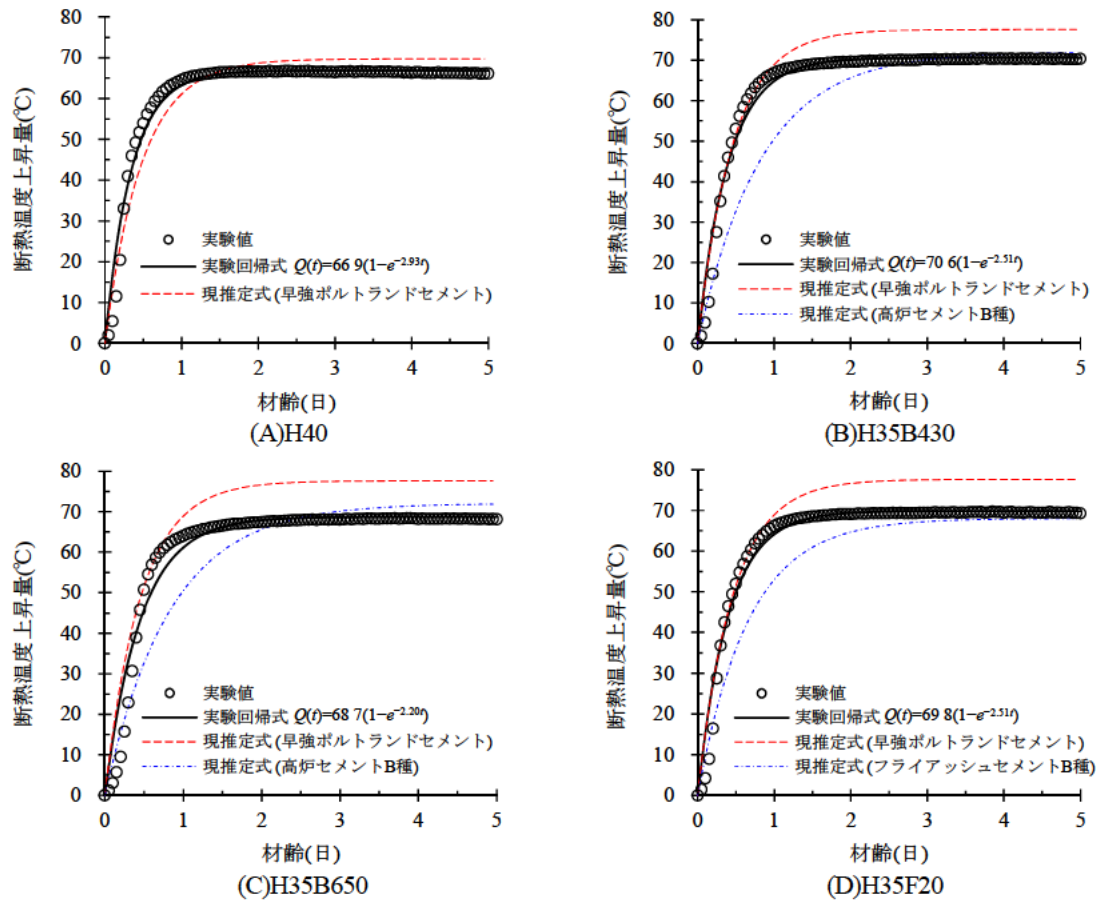 80
70
60
50
40
30
20
10
0
断熱温度上昇量(℃)
実験値
実験回帰式 Q(t)=66 9(1−e−2.93t)
現推定式(早強ポルトランドセメント)
0 1 2 3 4 5
材齢(日)
(A)H40
80
70
60
50
40
30
20
10
0
断熱温度上昇量(℃)
実験値
実験回帰式 Q(t)=70 6(1−e−2.51t)
現推定式(早強ポルトランドセメント)
現推定式(高炉セメントB種)
0 1 2 3 4 5
材齢(日)
(B)H35B430
80
70
60
50
40
30
20
10
0
断熱温度上昇量(℃)
実験値
実験回帰式 Q(t)=68 7(1−e−2.20t)
現推定式(早強ポルトランドセメント)
現推定式(高炉セメントB種)
0 1 2 3 4 5
材齢(日)
(C)H35B650
80
70
60
50
40
30
20
10
0
断熱温度上昇量(℃)
実験値
実験回帰式 Q(t)=69 8(1−e−2.51t)
現推定式(早強ポルトランドセメント)
現推定式(フライアッシュセメントB種)
0 1 2 3 4 5
材齢(日)
(D)H35F20